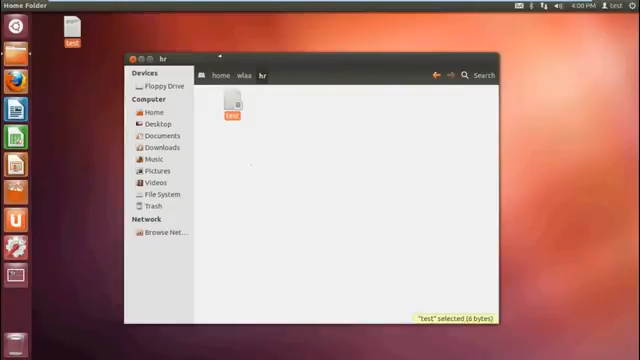 Home Folder
4:00 PM
test
test
hr
Devices
Floppy Drive
Computer
Home
Desktop
Documents
Downloads
Music
Pictures
Videos
File System
Trash
Network
Browse Net...
home
wlaa
hr
Search
test
"test" selected (6 bytes)